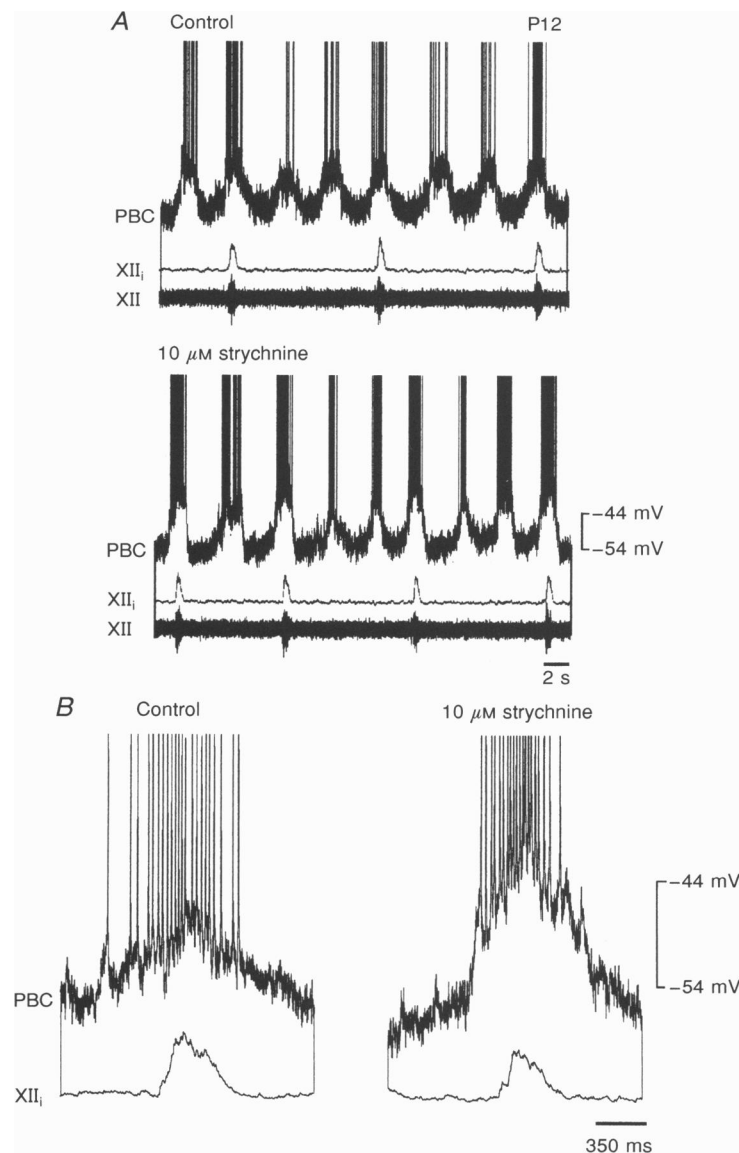 A Control P12
PBC
XIIi
XII
10 μM strychnine
-44 mV
PBC -54 mV
XIIi
XII
2 s
B Control 10 μM strychnine
-44 mV
-54 mV
PBC
XIIi
350 ms